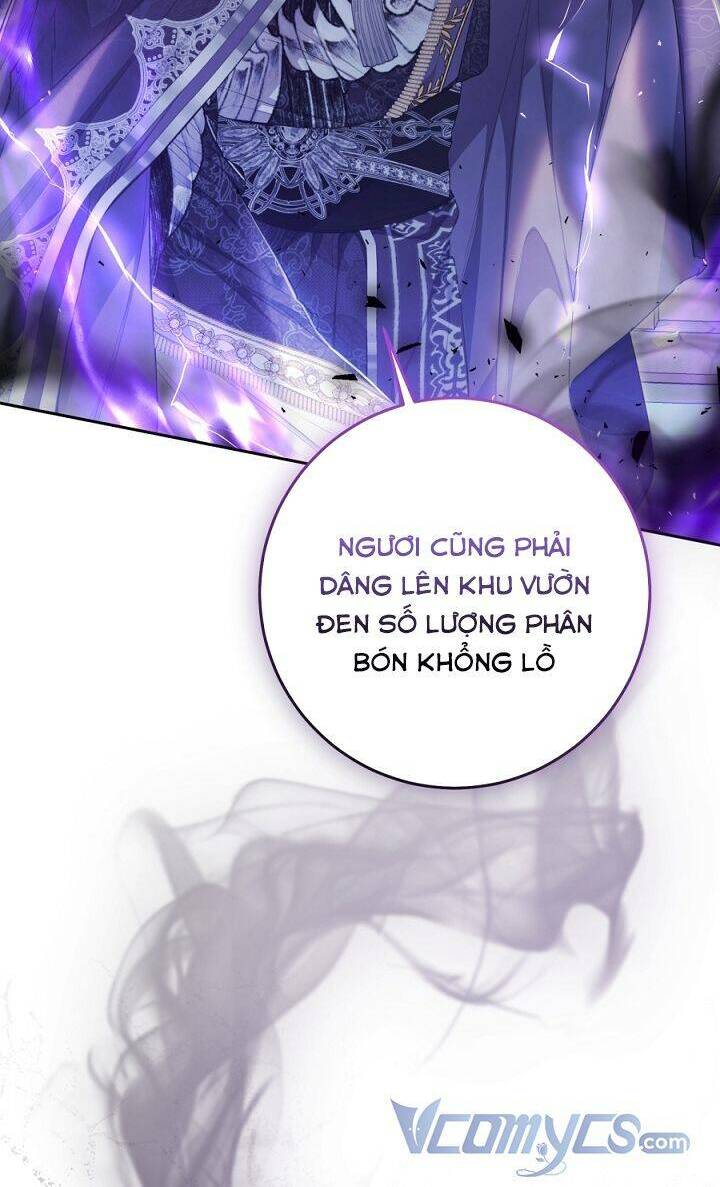 NGƯƠI CŨNG PHẢI
DÂNG LÊN KHU VƯỜN
ĐEN SỐ LƯỢNG PHÂN
BÓN KHỔNG LỒ
VCOMYCS.com